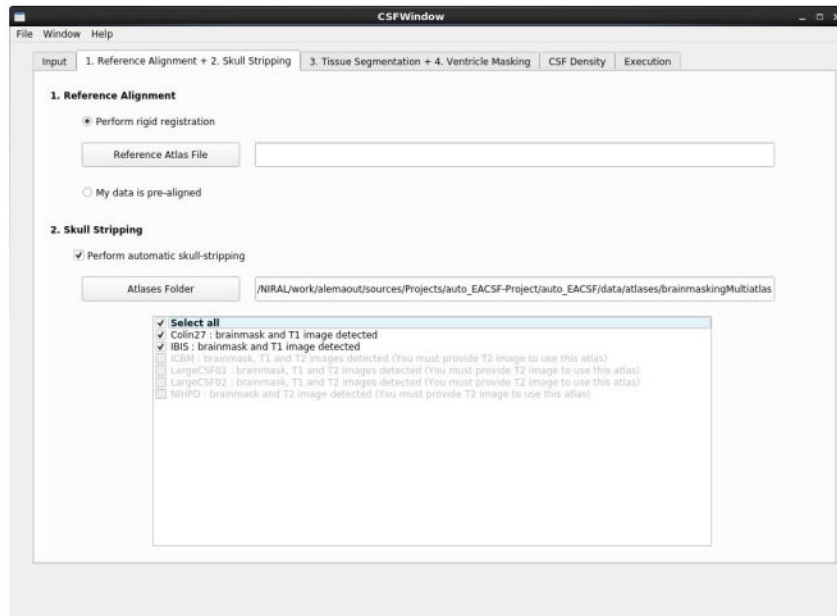 CSFWindow
File Window Help
Input 1. Reference Alignment + 2. Skull Stripping 3. Tissue Segmentation + 4. Ventricle Masking CSF Density Execution
1. Reference Alignment
Perform rigid registration
Reference Atlas File
My data is pre-aligned
2. Skull Stripping
Perform automatic skull-stripping
Atlases Folder /NIRAL/work/alemaout/sources/Projects/auto_EACSF-Project/auto_EACSF/data/atlases/brainmaskingMultiatlas
Select all
Colin27 : brainmask and T1 image detected
IBIS : brainmask and T1 image detected
ICBM : brainmask, T1 and T2 images detected (You must provide T2 image to use this atlas)
LargeCSF01 : brainmask, T1 and T2 images detected (You must provide T2 image to use this atlas)
LargeCSF02 : brainmask, T1 and T2 images detected (You must provide T2 image to use this atlas)
NIHPD : brainmask and T2 image detected (You must provide T2 image to use this atlas)